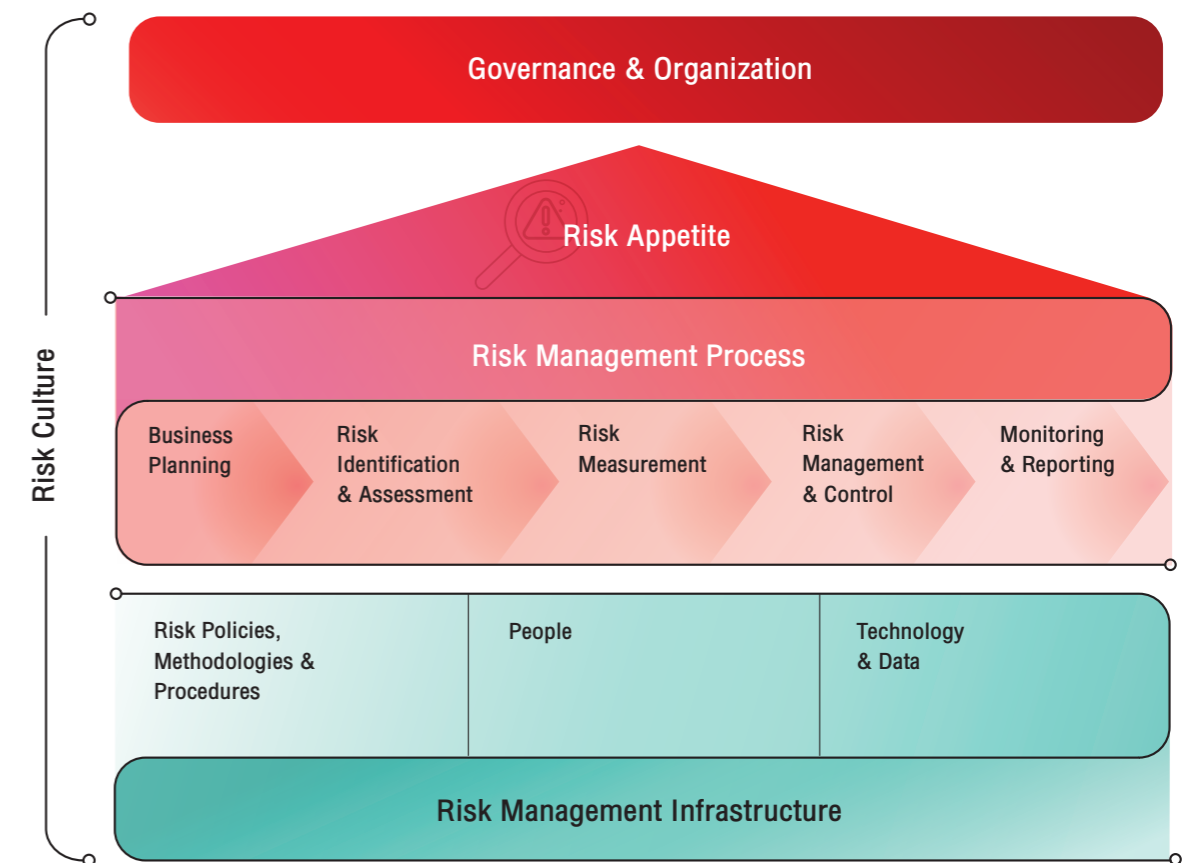 Governance & Organization
Risk Appetite
Risk Management Process
Risk Culture
Business
Planning
Risk
Identification
& Assessment
Risk
Measurement
Risk
Management
& Control
Monitoring
& Reporting
Risk Policies,
Methodologies &
Procedures
People
Technology
& Data
Risk Management Infrastructure